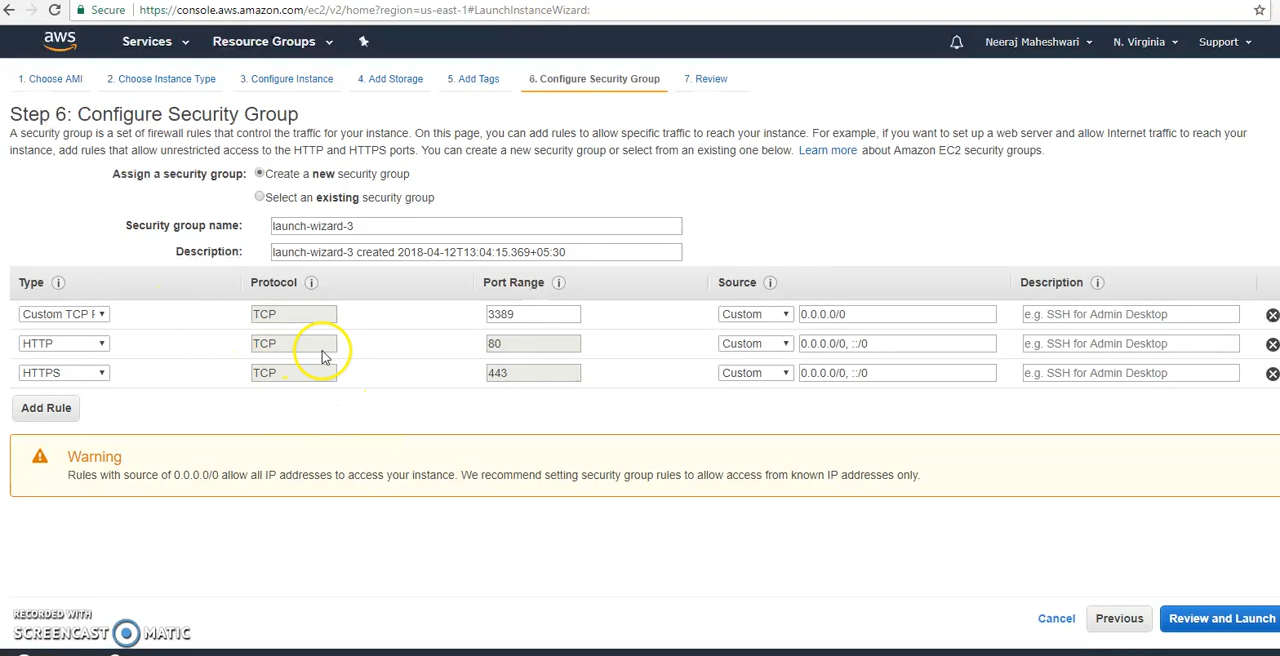 Secure https://console.aws.amazon.com/ec2/v2/home?region=us-east-1#LaunchInstanceWizard:
aws Services Resource Groups Neeraj Maheshwari N. Virginia Support
1. Choose AMI 2. Choose Instance Type 3. Configure Instance 4. Add Storage 5. Add Tags 6. Configure Security Group 7. Review
Step 6: Configure Security Group
A security group is a set of firewall rules that control the traffic for your instance. On this page, you can add rules to allow specific traffic to reach your instance. For example, if you want to set up a web server and allow Internet traffic to reach your
instance, add rules that allow unrestricted access to the HTTP and HTTPS ports. You can create a new security group or select from an existing one below. Learn more about Amazon EC2 security groups.
Assign a security group: Create a new security group
Select an existing security group
Security group name: launch-wizard-3
Description: launch-wizard-3 created 2018-04-12T13:04:15.369+05:30
Type i Protocol i Port Range i Source i Description i
Custom TCP F TCP 3389 Custom 0.0.0.0/0 e.g. SSH for Admin Desktop
HTTP TCP 80 Custom 0.0.0.0/0, ::/0 e.g. SSH for Admin Desktop
HTTPS TCP 443 Custom 0.0.0.0/0, ::/0 e.g. SSH for Admin Desktop
Add Rule
Warning
Rules with source of 0.0.0.0/0 allow all IP addresses to access your instance. We recommend setting security group rules to allow access from known IP addresses only.
Cancel Previous Review and Launch
RECORDED WITH
SCREENCAST MATIC